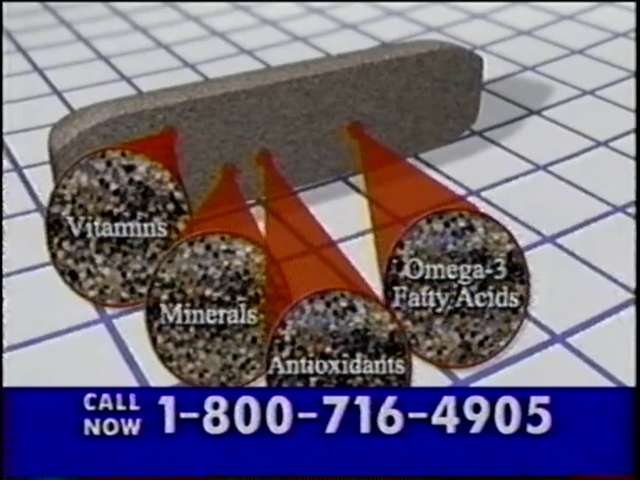 Vitamins
Minerals
Antioxidants
Omega-3
Fatty Acids
CALL NOW 1-800-716-4905